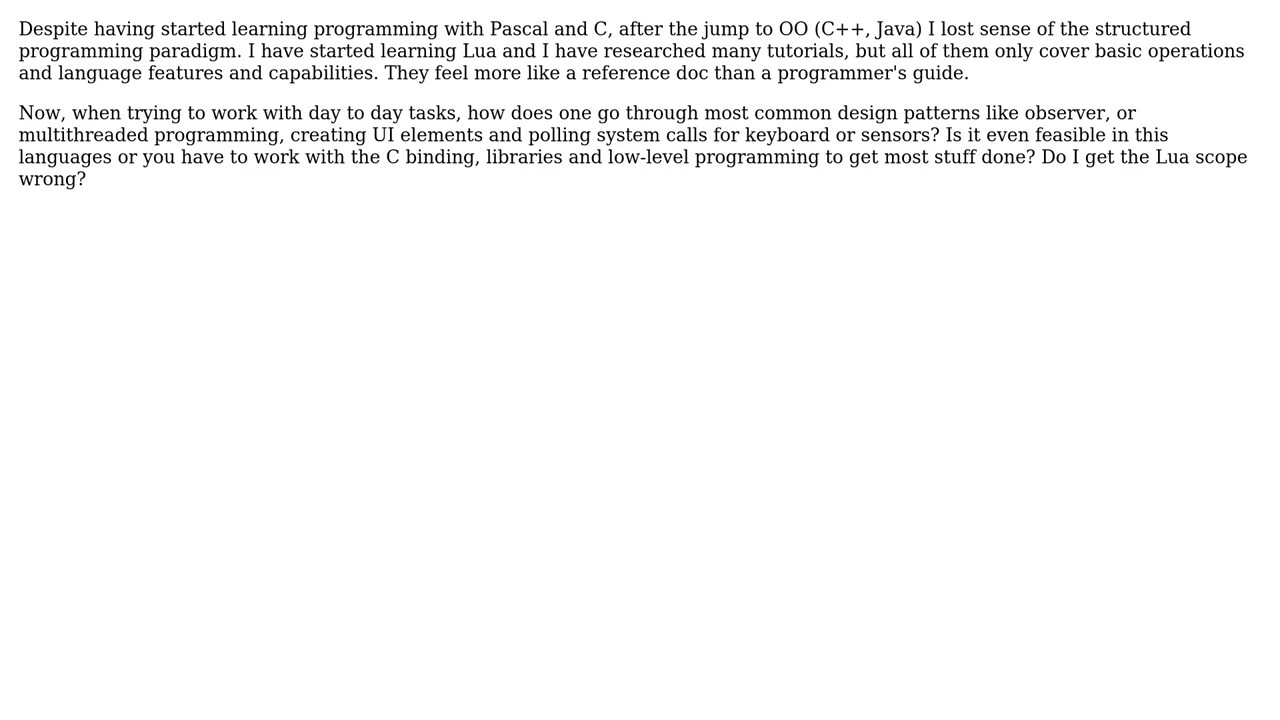 Despite having started learning programming with Pascal and C, after the jump to OO (C++, Java) I lost sense of the structured
programming paradigm. I have started learning Lua and I have researched many tutorials, but all of them only cover basic operations
and language features and capabilities. They feel more like a reference doc than a programmer's guide.
Now, when trying to work with day to day tasks, how does one go through most common design patterns like observer, or
multithreaded programming, creating UI elements and polling system calls for keyboard or sensors? Is it even feasible in this
languages or you have to work with the C binding, libraries and low-level programming to get most stuff done? Do I get the Lua scope
wrong?